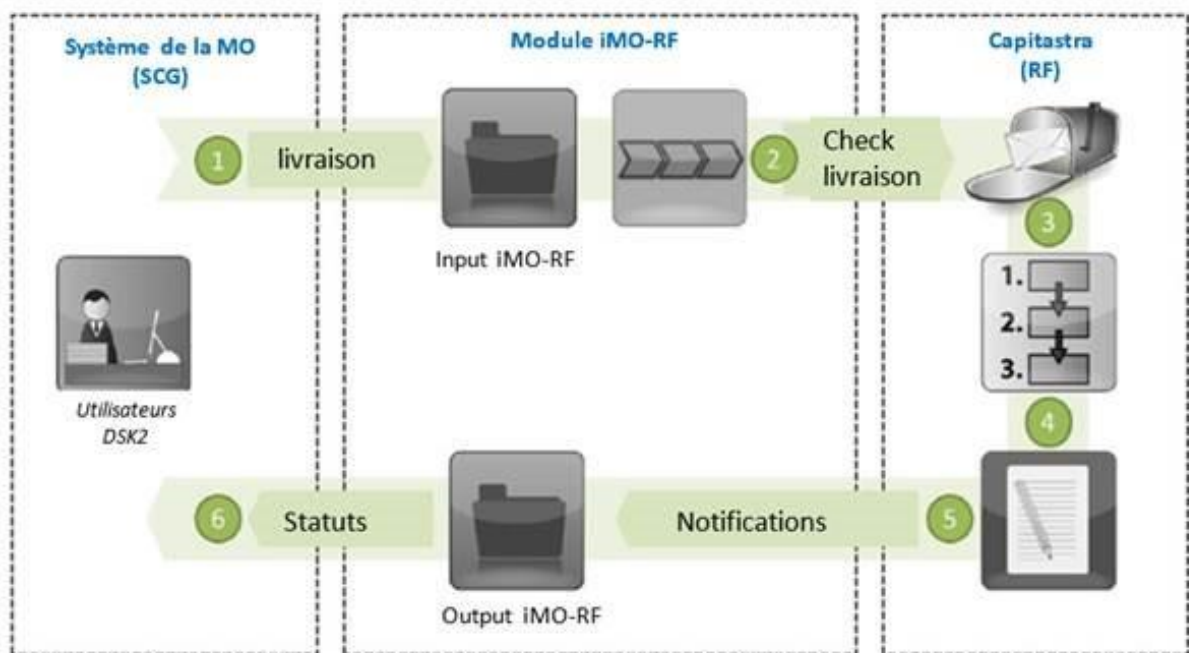 Système de la MO
(SCG)
Module iMO-RF
Capitastra
(RF)
1
livraison
2
Check
livraison
Input iMO-RF
3
1.
2.
3.
Utilisateurs
DSK2
4
6
Statuts
Notifications
5
Output iMO-RF